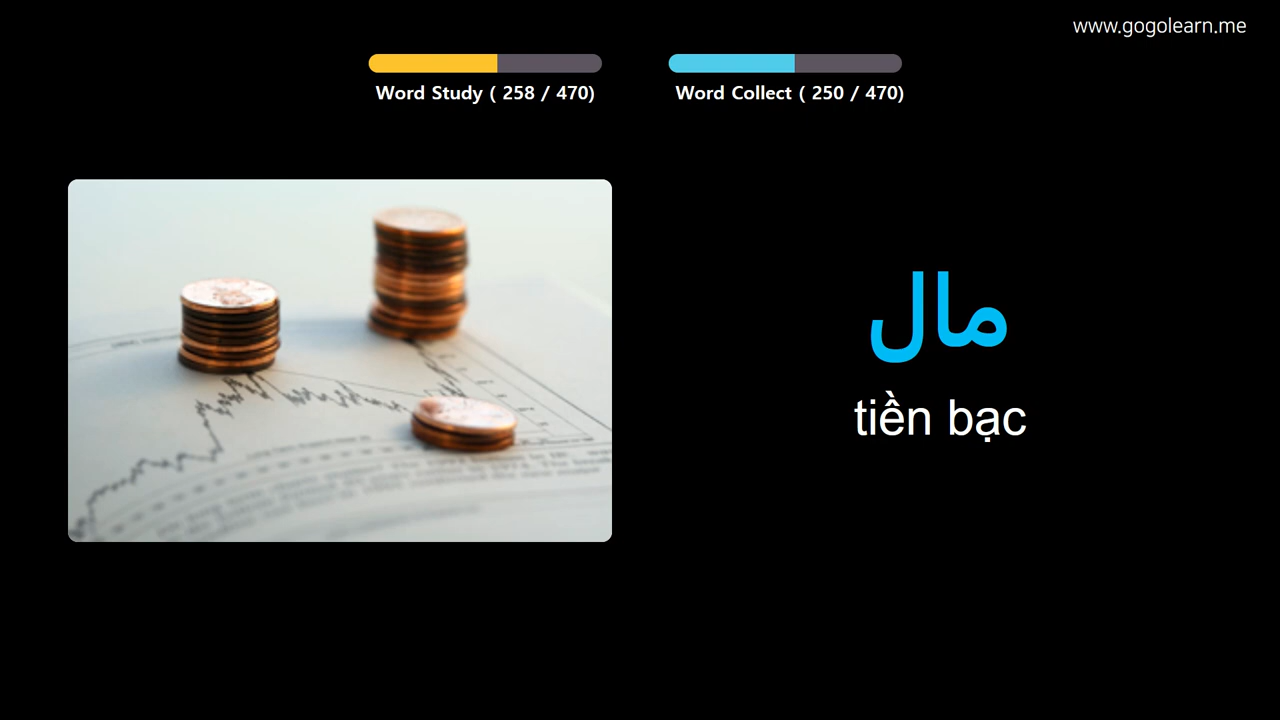 www.gogolearn.me
Word Study ( 258 / 470)
Word Collect ( 250 / 470)
مال
tiền bạc